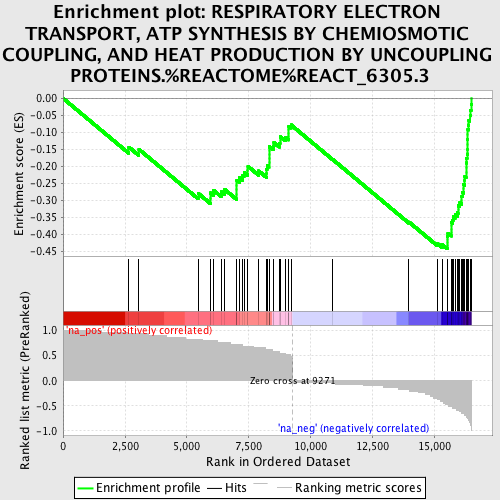 Enrichment plot: RESPIRATORY ELECTRON
TRANSPORT, ATP SYNTHESIS BY CHEMIOSMOTIC
COUPLING, AND HEAT PRODUCTION BY UNCOUPLING
PROTEINS.%REACTOME%REACT_6305.3
Enrichment score (ES)
0.00
-0.05
-0.10
-0.15
-0.20
-0.25
-0.30
-0.35
-0.40
-0.45
'na_pos' (positively correlated)
Ranked list metric (PreRanked)
1.0
0.5
0.0
-0.5
-1.0
Zero cross at 9271
'na_neg' (negatively correlated)
0 2,500 5,000 7,500 10,000 12,500 15,000
Rank in Ordered Dataset
Enrichment profile Hits Ranking metric scores